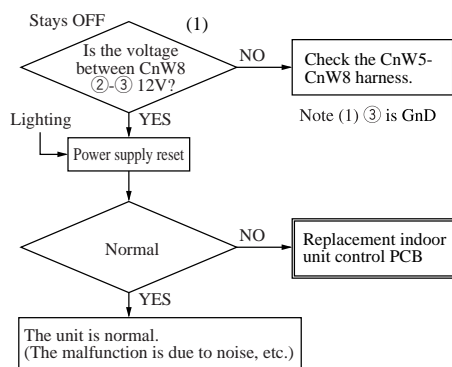 Stays OFF
(1)
Is the voltage
between CnW8
②-③ 12V?
NO
Check the CnW5-
CnW8 harness.
Note (1) ③ is GnD
YES
Lighting
Power supply reset
Normal
NO
Replacement indoor
unit control PCB
YES
The unit is normal.
(The malfunction is due to noise, etc.)